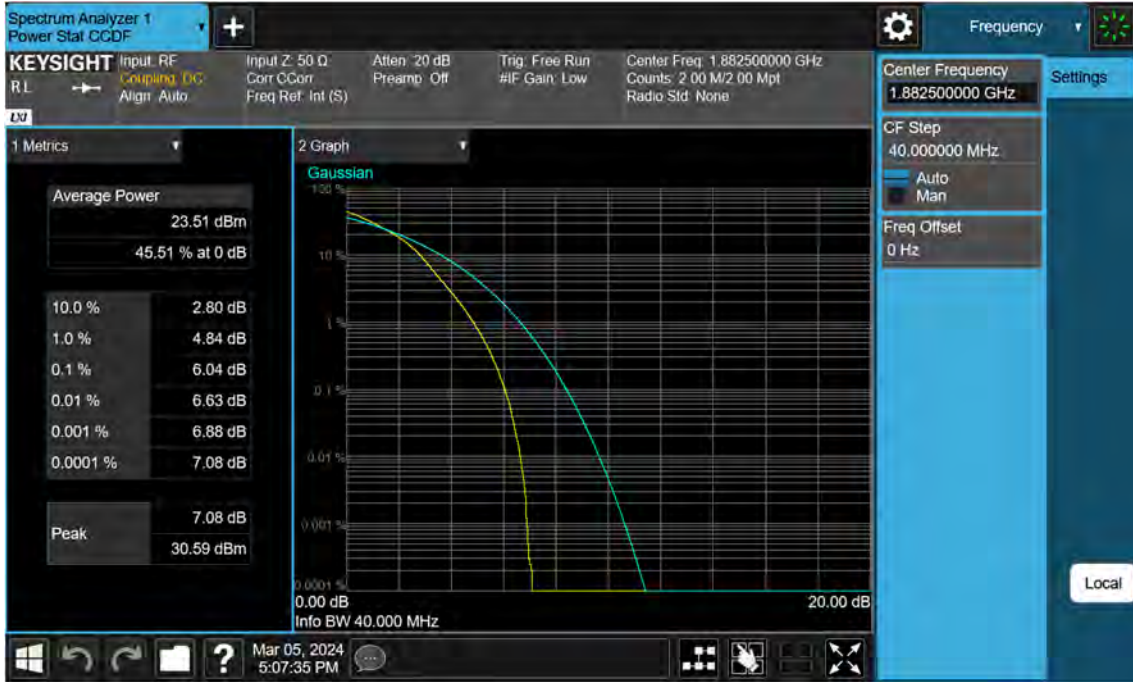 Spectrum Analyzer 1
Power Stat CCDF
+
Frequency
KEYSIGHT
R L
LXI
Input: RF
Coupling: DC
Align: Auto
Input Z: 50 Ω
Corr CCorr
Freq Ref: Int (S)
Atten: 20 dB
Preamp: Off
Trig: Free Run
#IF Gain: Low
Center Freq: 1.882500000 GHz
Counts: 2.00 M/2.00 Mpt
Radio Std: None
Center Frequency
1.882500000 GHz
Settings
CF Step
40.000000 MHz
Auto
Man
Freq Offset
0 Hz
1 Metrics
2 Graph
Average Power
23.51 dBm
45.51 % at 0 dB
10.0 % 2.80 dB
1.0 % 4.84 dB
0.1 % 6.04 dB
0.01 % 6.63 dB
0.001 % 6.88 dB
0.0001 % 7.08 dB
Peak
7.08 dB
30.59 dBm
Gaussian
100 %
10 %
1 %
0.1 %
0.01 %
0.001 %
0.0001 %
0.00 dB 20.00 dB
Info BW 40.000 MHz
Local
?
Mar 05, 2024
5:07:35 PM